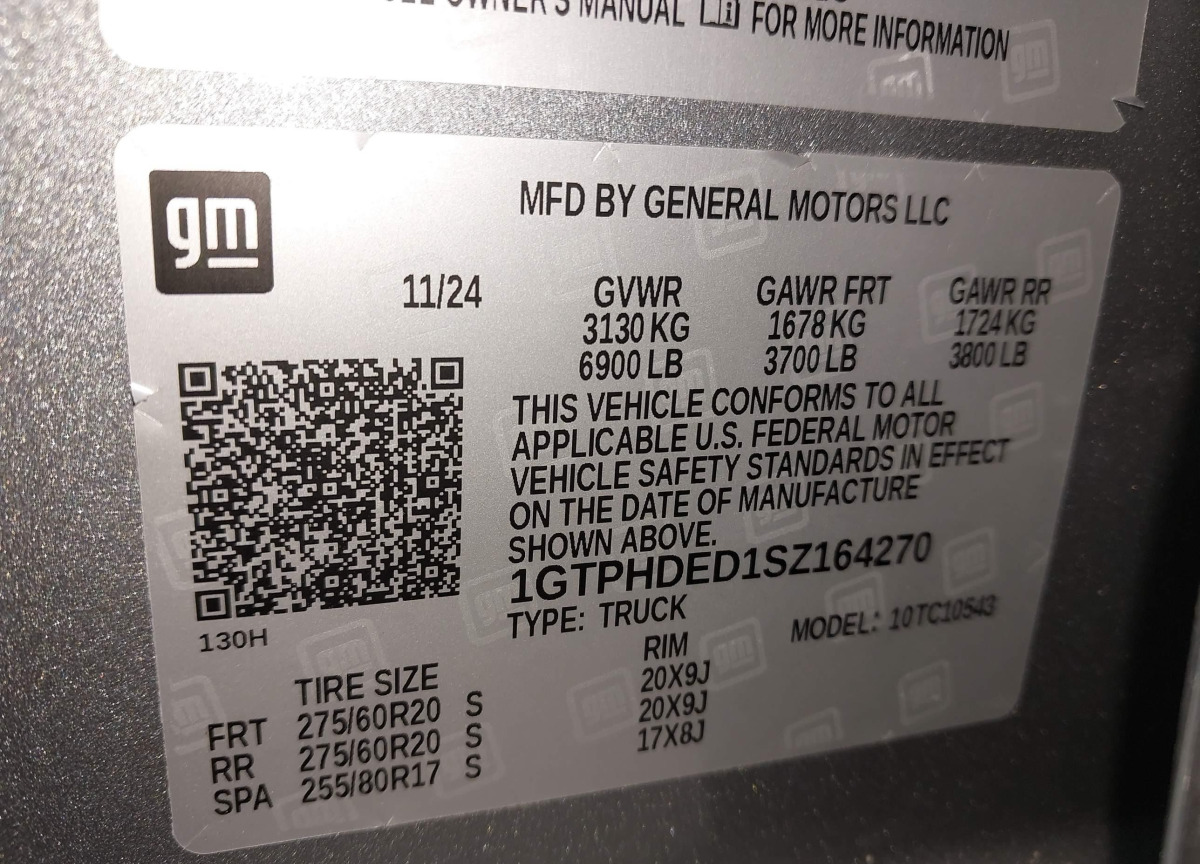 OWNER'S MANUAL i FOR MORE INFORMATION
gm
MFD BY GENERAL MOTORS LLC
11/24 GVWR GAWR FRT GAWR RR
3130 KG 1678 KG 1724 KG
6900 LB 3700 LB 3800 LB
THIS VEHICLE CONFORMS TO ALL
APPLICABLE U.S. FEDERAL MOTOR
VEHICLE SAFETY STANDARDS IN EFFECT
ON THE DATE OF MANUFACTURE
SHOWN ABOVE.
1GTPHDED1SZ164270
TYPE: TRUCK MODEL: 10TC10543
130H
TIRE SIZE RIM
FRT 275/60R20 S 20X9J
RR 275/60R20 S 20X9J
SPA 255/80R17 S 17X8J